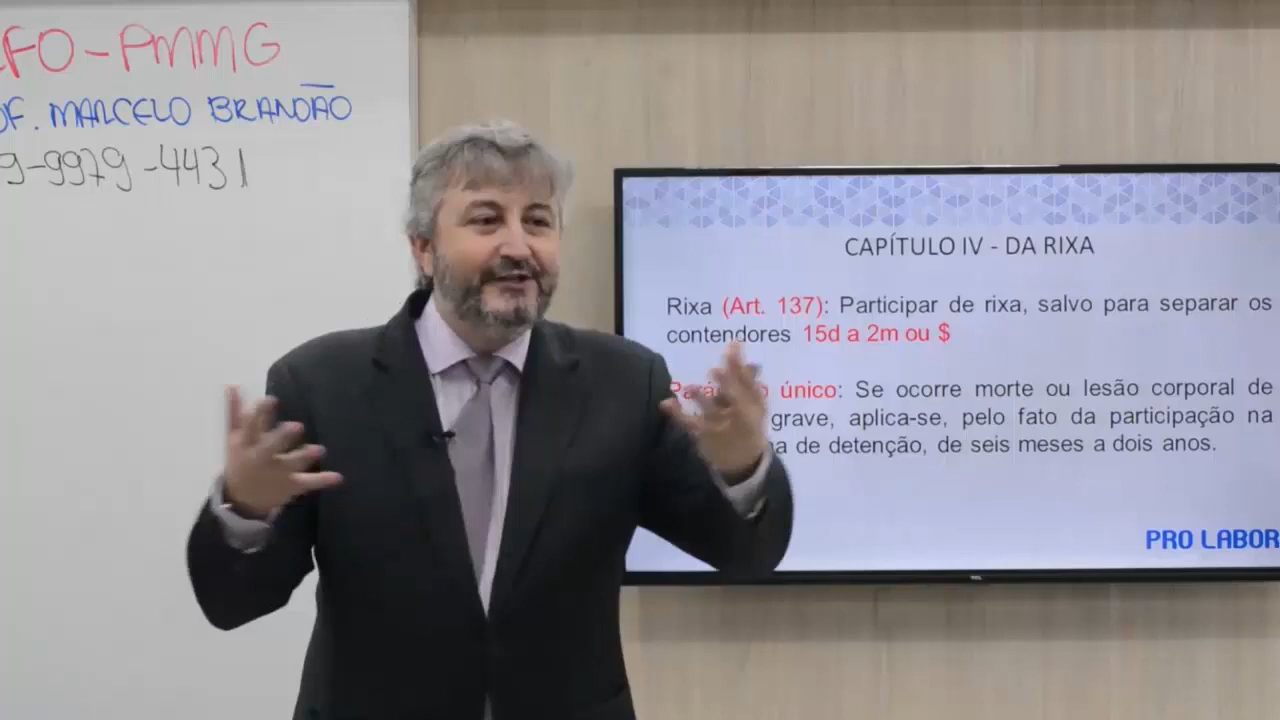 CFO-PMMG
OF. MARCELO BRANDÃO
9-9979-4431
CAPÍTULO IV - DA RIXA
Rixa (Art. 137): Participar de rixa, salvo para separar os
contendores 15d a 2m ou $
único: Se ocorre morte ou lesão corporal de
grave, aplica-se, pelo fato da participação na
de detenção, de seis meses a dois anos.
PRO LABOR